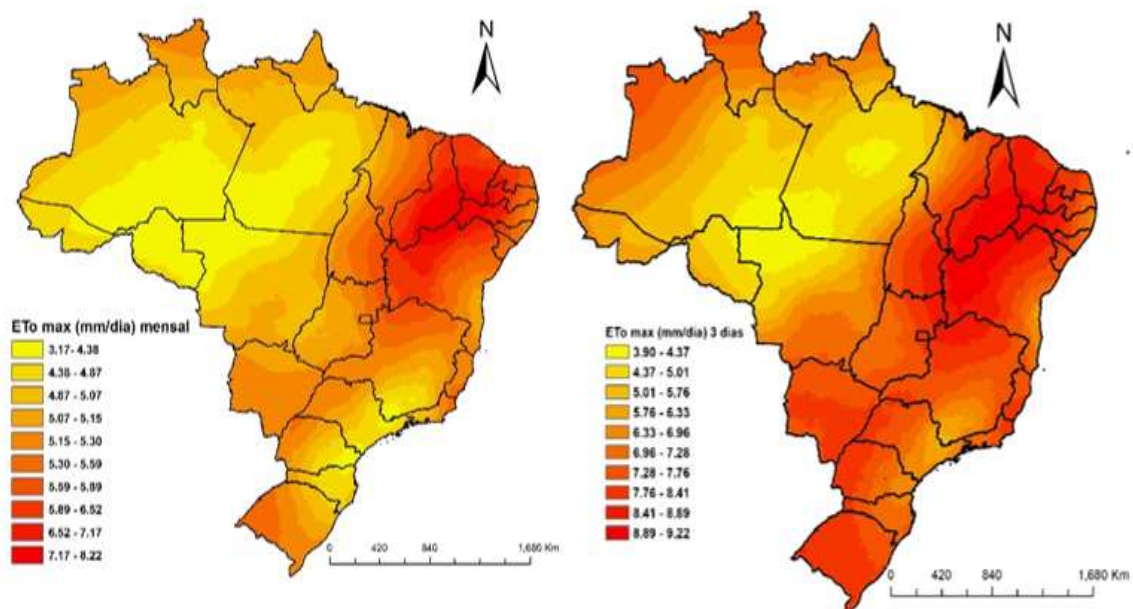 N
ETo max (mm/dia) mensal
3.17- 4.38
4.38 - 4.87
4.87 - 5.07
5.07 - 5.15
5.15 - 5.30
5.30 - 5.59
5.59 - 5.89
5.89 - 6.52
6.52 - 7.17
7.17 - 8.22
0 420 840 1,680 Km
N
ETo max (mm/dia) 3 dias
3.90 - 4.37
4.37 - 5.01
5.01 - 5.76
5.76 - 6.33
6.33 - 6.96
6.96 - 7.28
7.28 - 7.76
7.76 - 8.41
8.41 - 8.89
8.89 - 9.22
0 420 840 1,680 Km